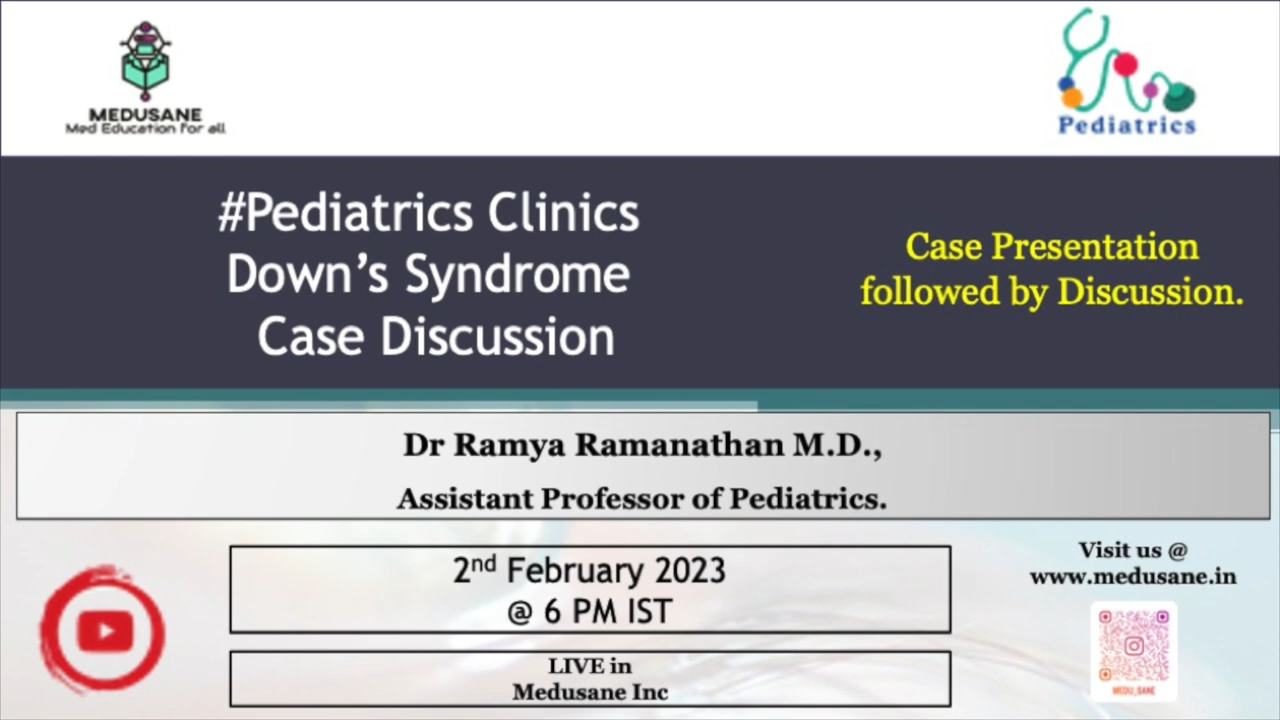 MEDUSANE
Med Education for all
Pediatrics
#Pediatrics Clinics
Down's Syndrome
Case Discussion
Case Presentation
followed by Discussion.
Dr Ramya Ramanathan M.D.,
Assistant Professor of Pediatrics.
2nd February 2023
@ 6 PM IST
LIVE in
Medusane Inc
Visit us @
www.medusane.in
MEDU_SANE